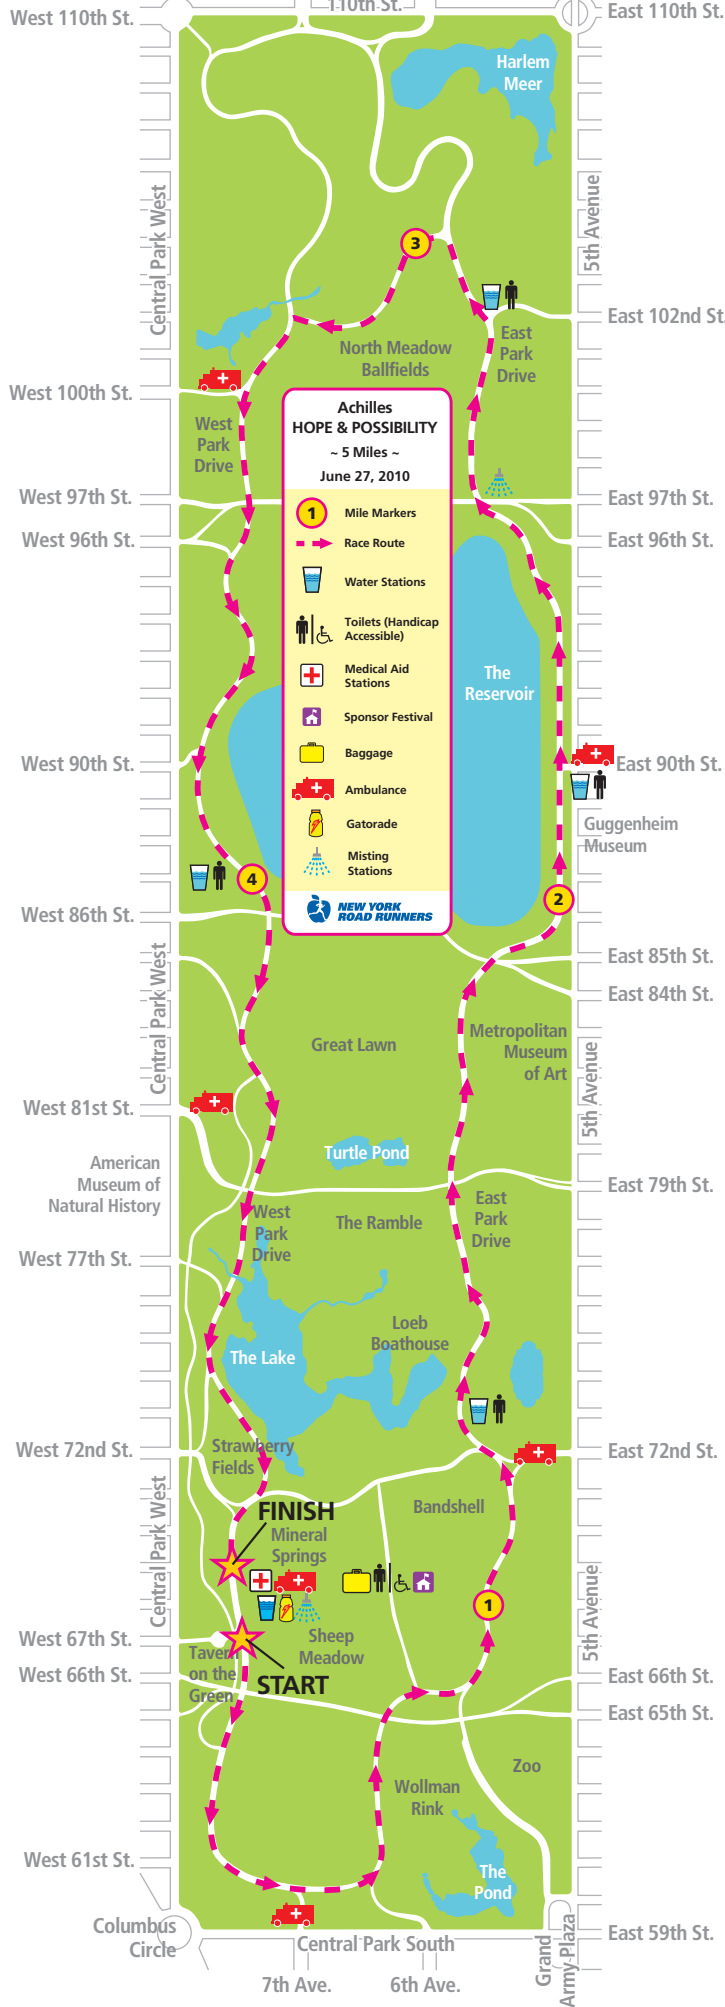 West 110th St.
110th St.
East 110th St.
Harlem
Meer
Central Park West
5th Avenue
3
East 102nd St.
East
Park
Drive
North Meadow
Ballfields
West 100th St.
West
Park
Drive
Achilles
HOPE & POSSIBILITY
~ 5 Miles ~
June 27, 2010
1 Mile Markers
Race Route
Water Stations
Toilets (Handicap
Accessible)
Medical Aid
Stations
Sponsor Festival
Baggage
Ambulance
Gatorade
Misting
Stations
NEW YORK
ROAD RUNNERS
West 97th St.
East 97th St.
West 96th St.
East 96th St.
The
Reservoir
West 90th St.
East 90th St.
Guggenheim
Museum
4
2
West 86th St.
East 85th St.
East 84th St.
Central Park West
5th Avenue
Great Lawn
Metropolitan
Museum
of Art
West 81st St.
American
Museum of
Natural History
Turtle Pond
East 79th St.
West
Park
Drive
The Ramble
East
Park
Drive
West 77th St.
Loeb
Boathouse
The Lake
West 72nd St.
Strawberry
Fields
East 72nd St.
Central Park West
5th Avenue
Bandshell
FINISH
Mineral
Springs
1
West 67th St.
Sheep
Meadow
Tavern
on the
Green
START
West 66th St.
East 66th St.
East 65th St.
Zoo
Wollman
Rink
West 61st St.
The
Pond
Columbus
Circle
Central Park South
East 59th St.
Grand
Army Plaza
7th Ave.
6th Ave.